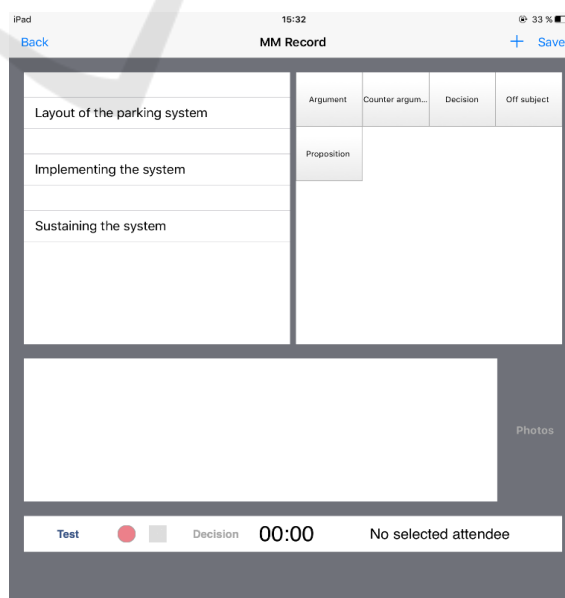 iPad 15:32 33 %
Back MM Record + Save
Argument Counter argum... Decision Off subject
Layout of the parking system
Proposition
Implementing the system
Sustaining the system
Photos
Test Decision 00:00 No selected attendee